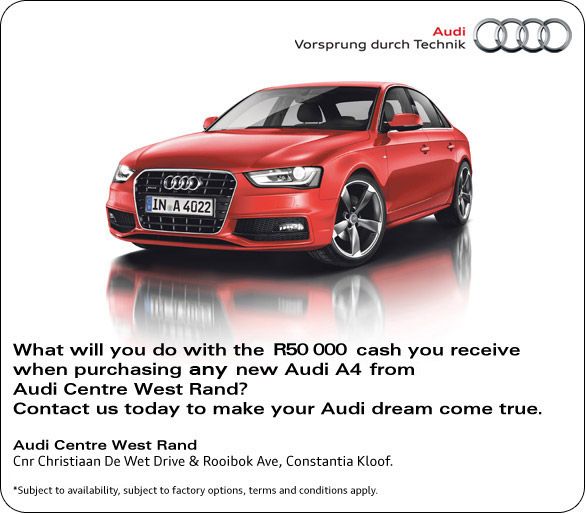 Audi
Vorsprung durch Technik
IN A 4022
What will you do with the R50 000 cash you receive
when purchasing any new Audi A4 from
Audi Centre West Rand?
Contact us today to make your Audi dream come true.
Audi Centre West Rand
Cnr Christiaan De Wet Drive & Rooibok Ave, Constantia Kloof.
*Subject to availability, subject to factory options, terms and conditions apply.